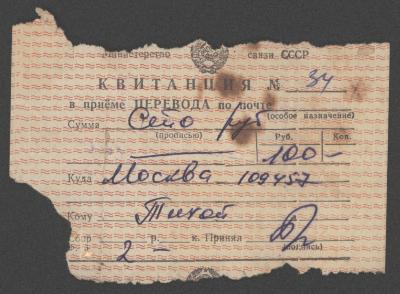 Министерство связи СССР
КВИТАНЦИЯ № 34
в приёме ПЕРЕВОДА по почте
(особое назначение)
Сумма Сто руб
(прописью) Руб. Коп.
100-
Куда Москва 109457
Кому Тихой
Сбор 2 р. – к. Принял
(подпись)